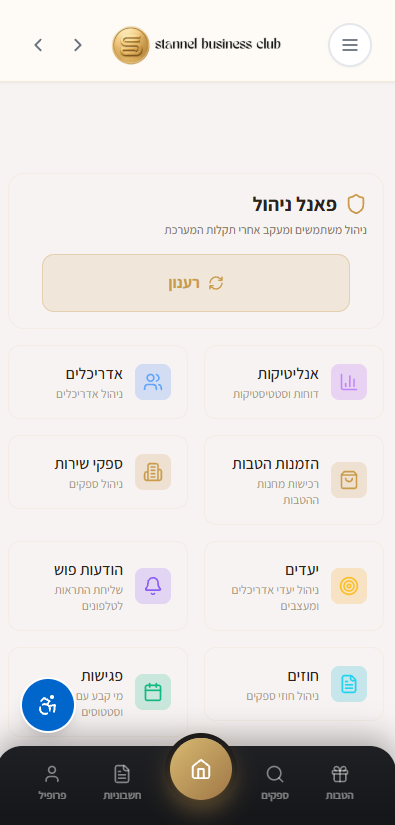 stannel business club
פאנל ניהול
ניהול משתמשים ומעקב אחרי תקלות המערכת
רענון
אנליטיקות
דוחות וסטטיסטיקות
אדריכלים
ניהול אדריכלים
הזמנות הטבות
רכישות מחנות
ההטבות
ספקי שירות
ניהול ספקים
יעדים
ניהול יעדי אדריכלים
ומעצבים
הודעות פוש
שליחת התראות
לטלפונים
חוזים
ניהול חוזי ספקים
פגישות
מי קבע עם
וסטטוסים
הטבות
ספקים
חשבוניות
פרופיל